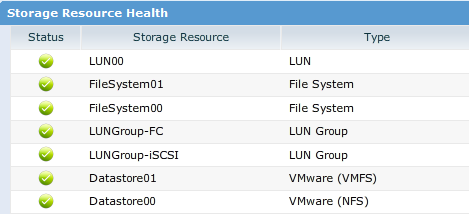 Storage Resource Health
Status Storage Resource Type
LUN00 LUN
FileSystem01 File System
FileSystem00 File System
LUNGroup-FC LUN Group
LUNGroup-iSCSI LUN Group
Datastore01 VMware (VMFS)
Datastore00 VMware (NFS)